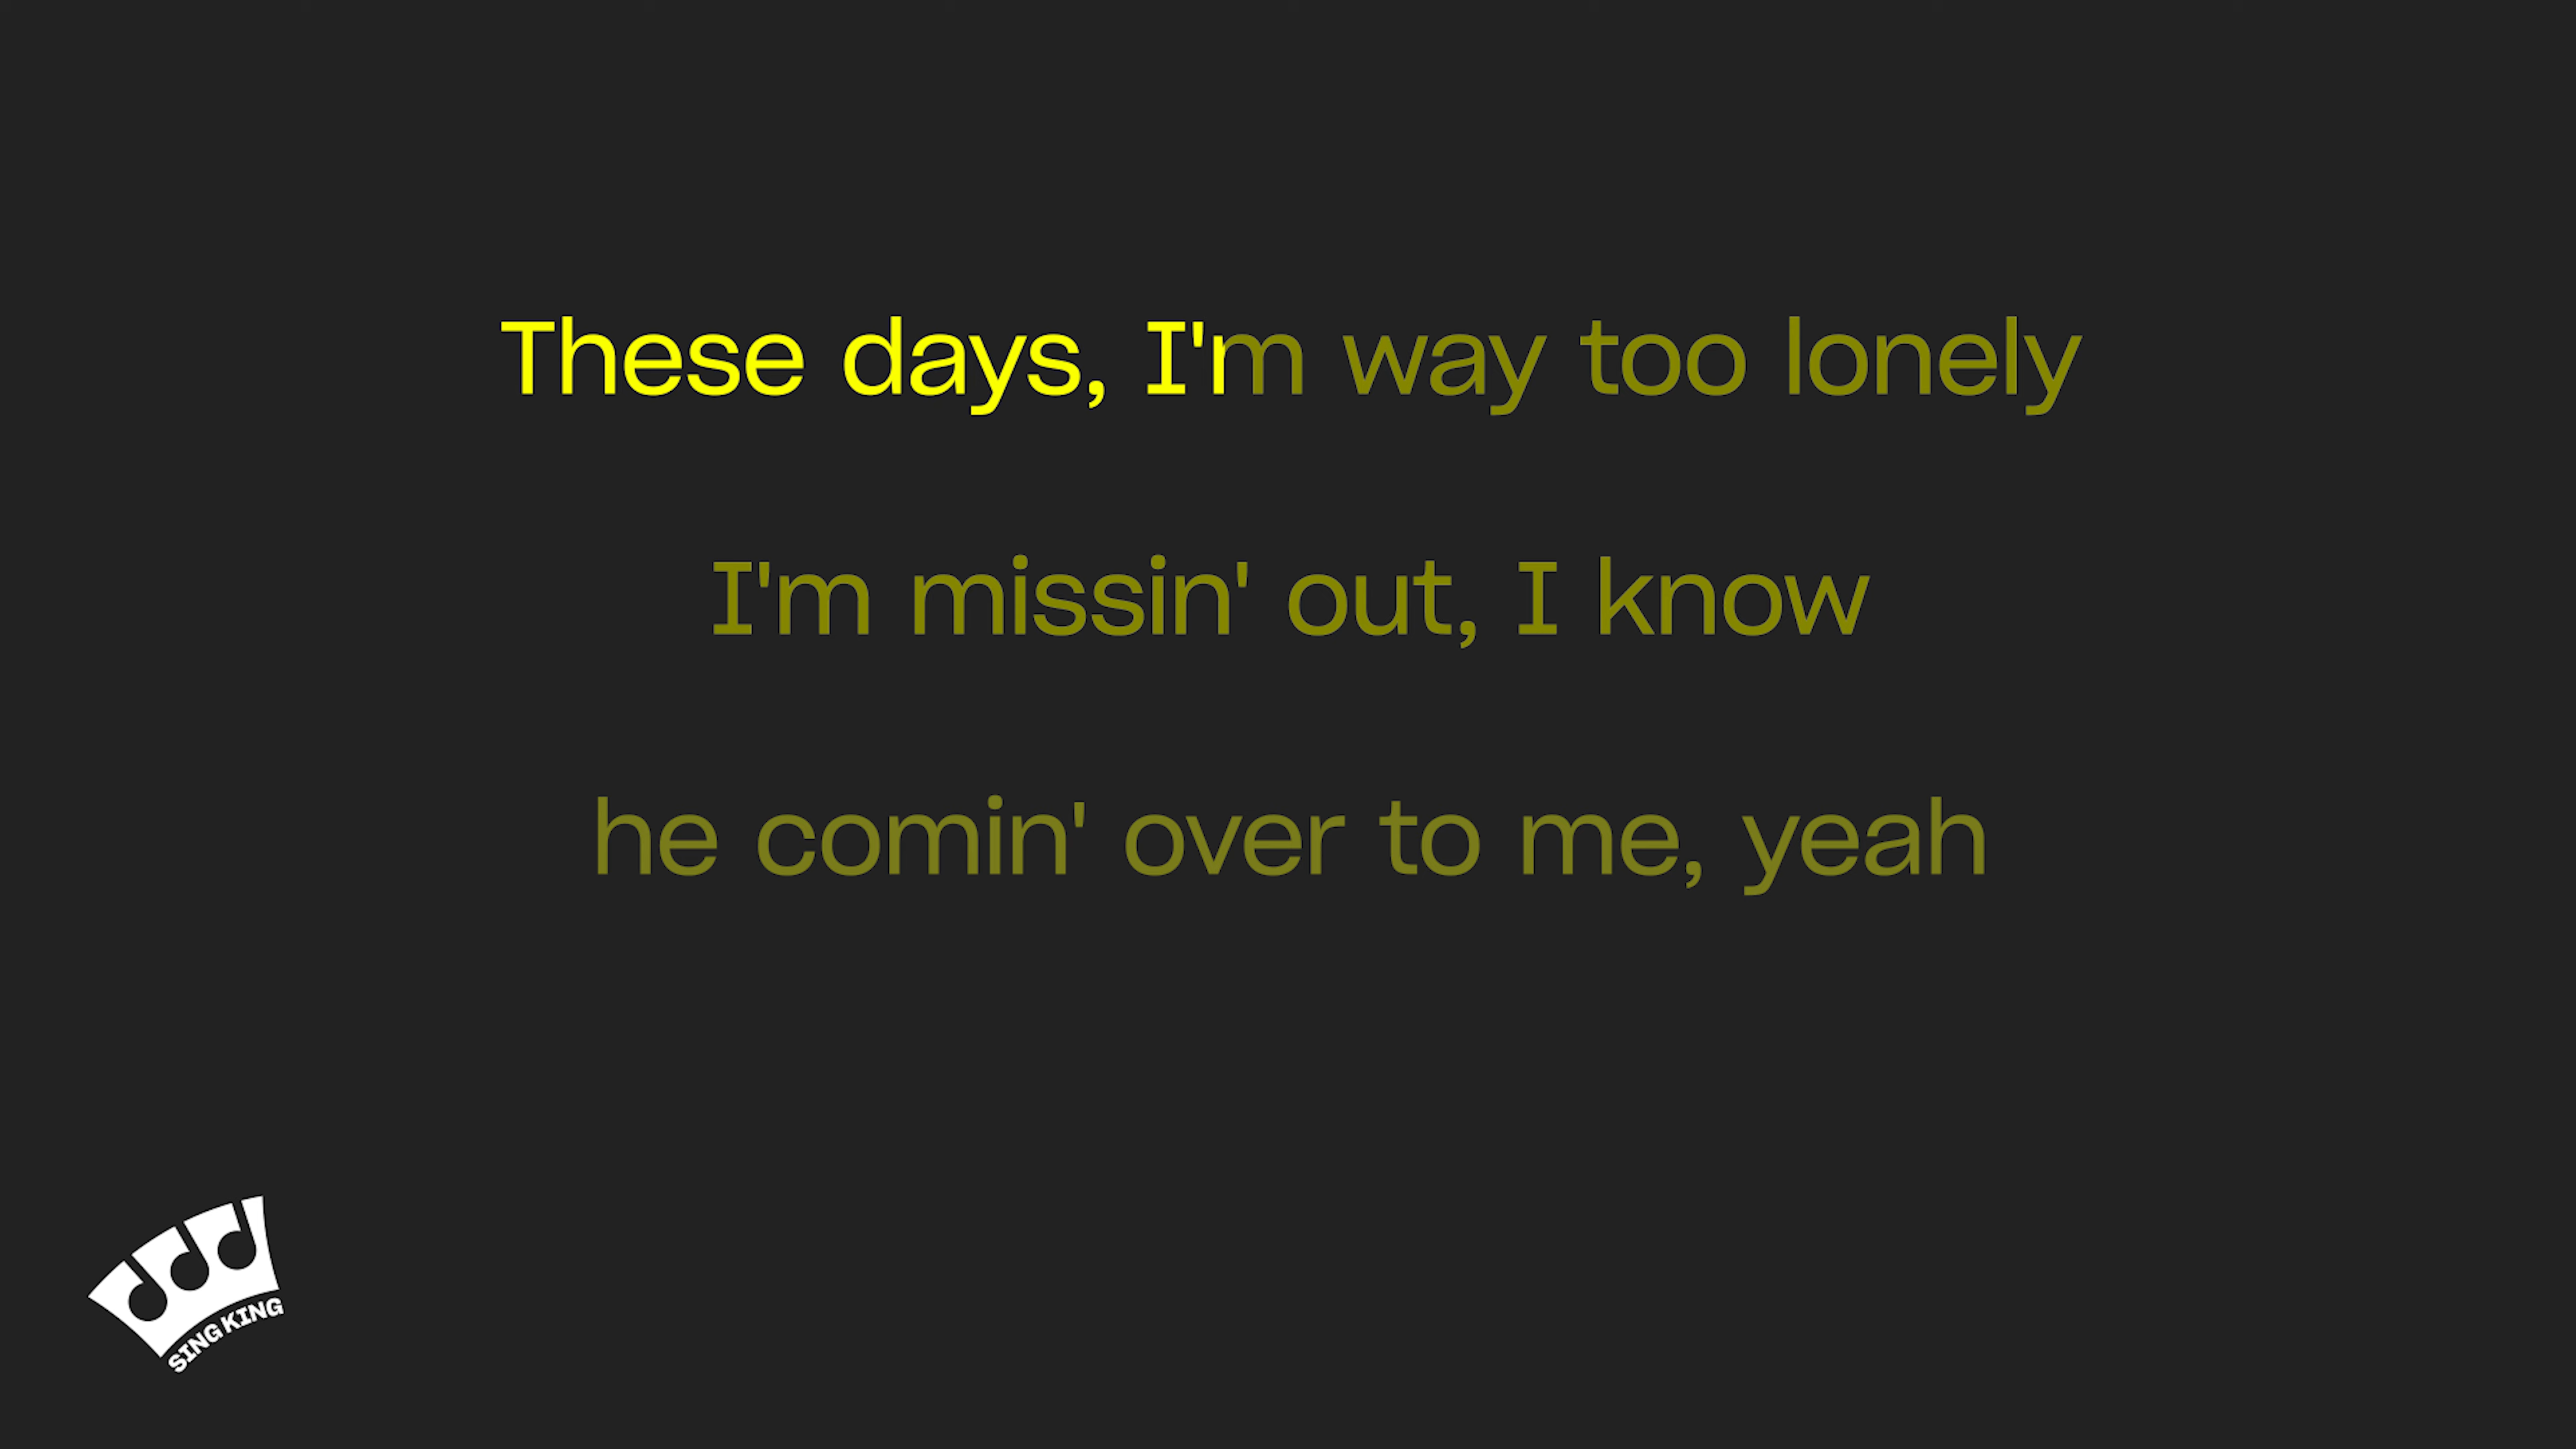 These days, I'm way too lonely
I'm missin' out, I know
he comin' over to me, yeah
SING KING